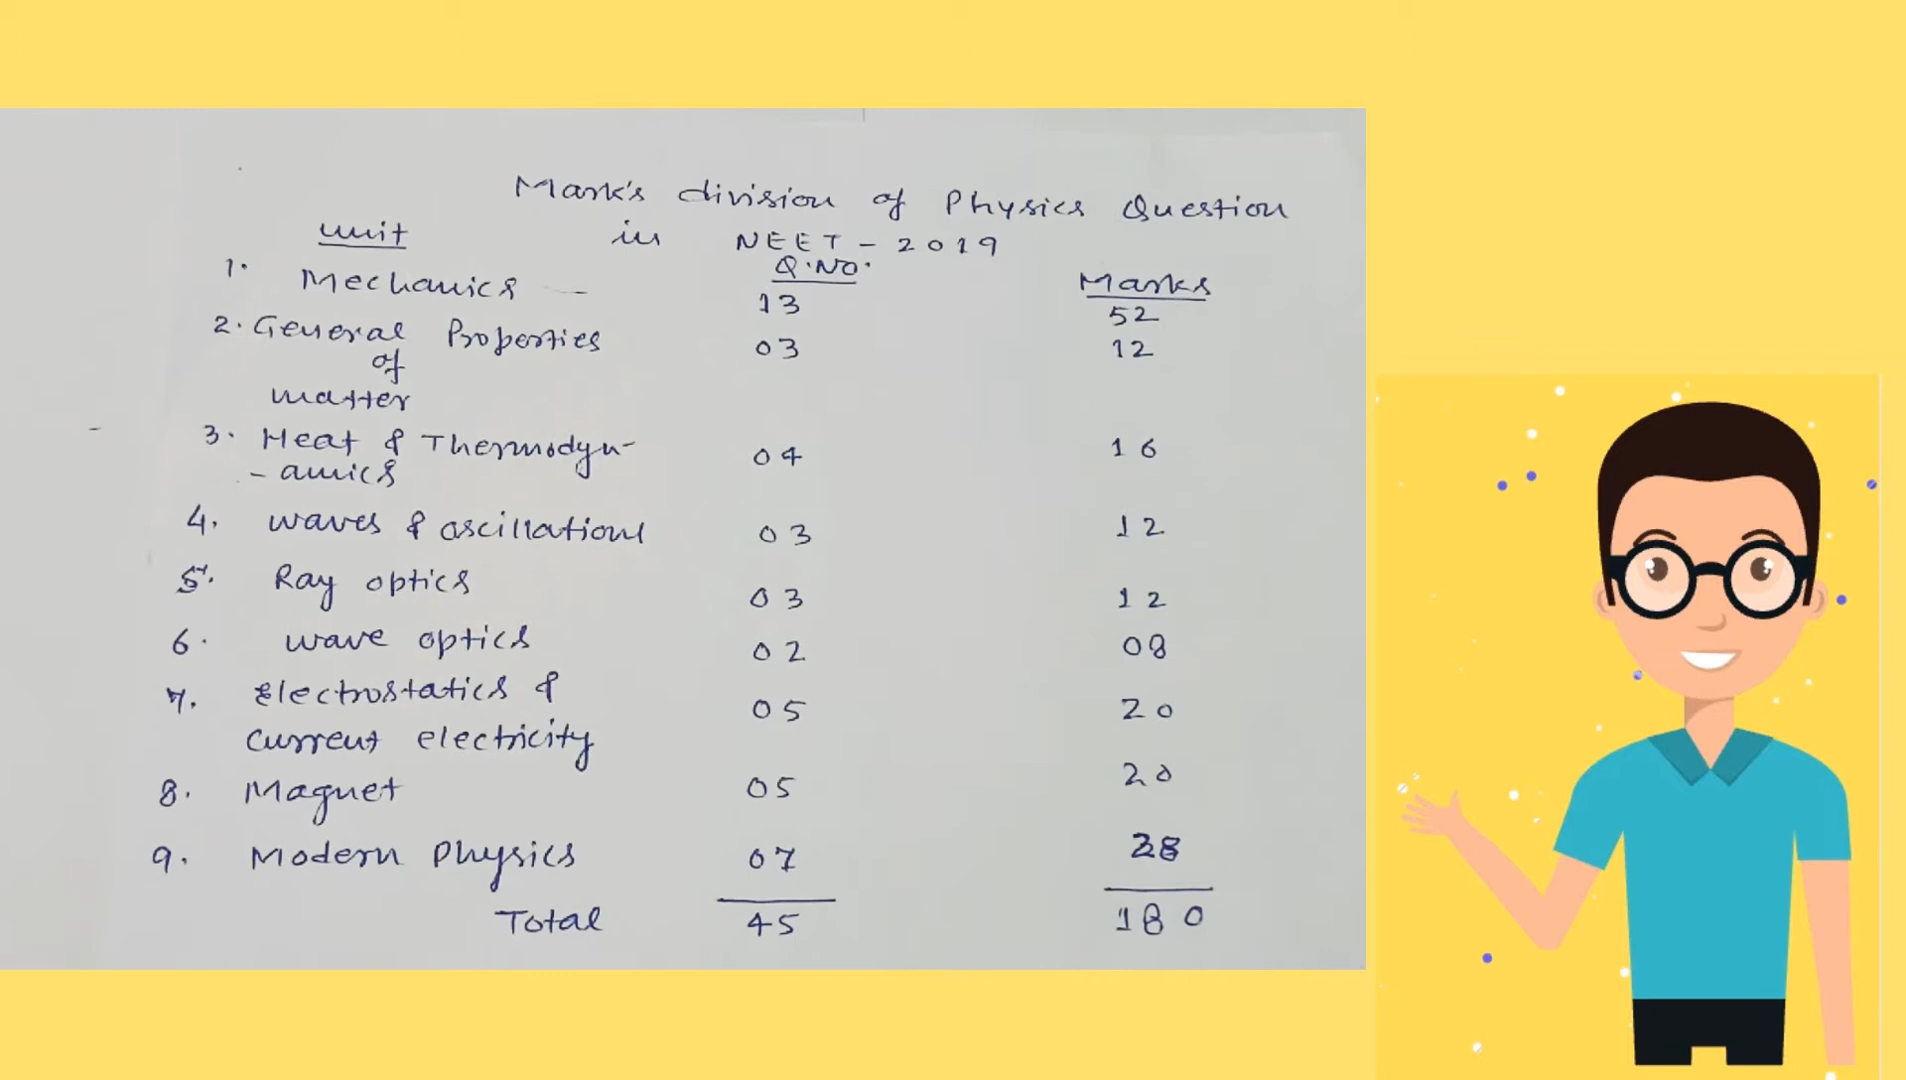 Mark's division of Physics Question
unit in NEET - 2019
Q.NO. Marks
1. Mechanics - 13 52
2. General Properties 03 12
of
matter
3. Heat & Thermodyn- 04 16
- amics
4. waves & oscillations 03 12
5. Ray optics 03 12
6. wave optics 02 08
7. Electrostatics & 05 20
current electricity
8. Magnet 05 20
9. Modern Physics 07 28
Total 45 180